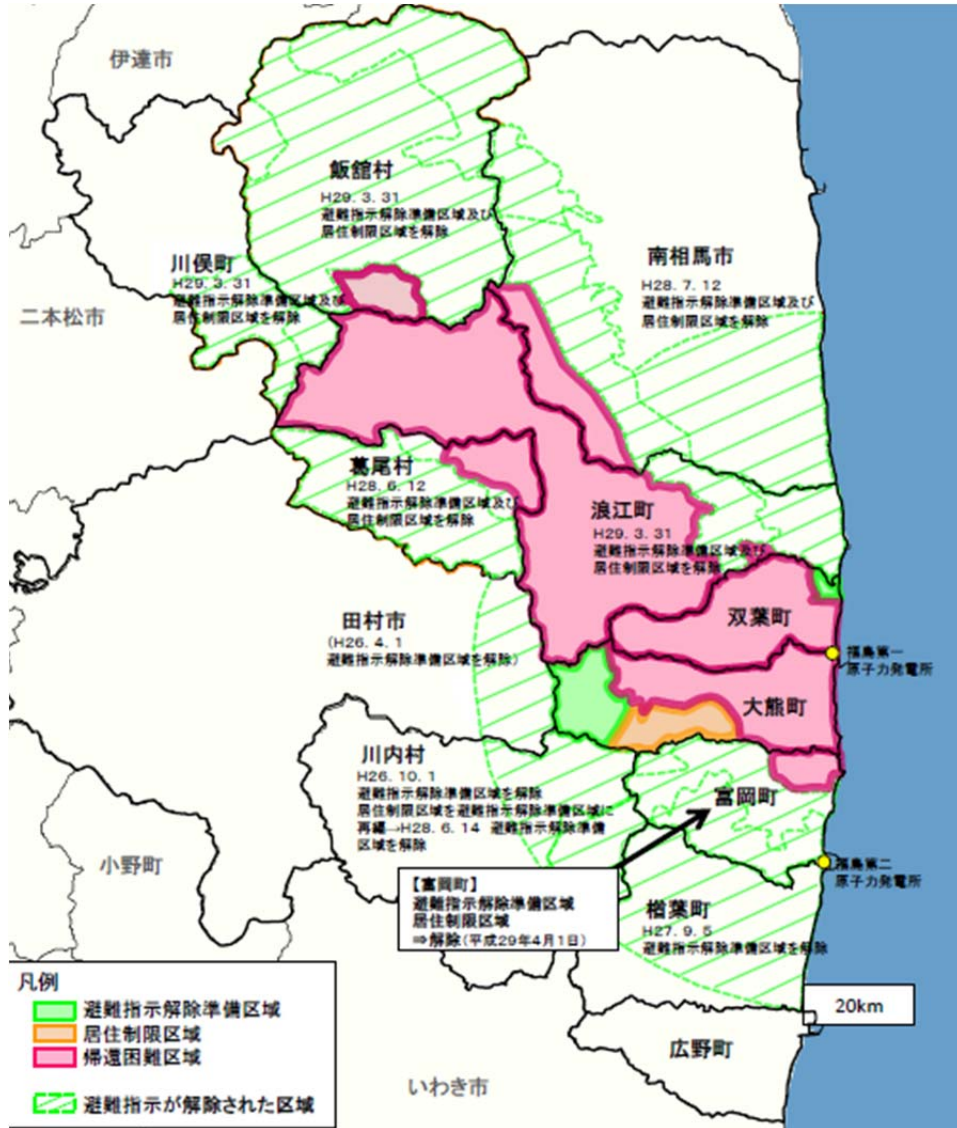 伊達市
飯舘村
H29. 3. 31
避難指示解除準備区域及び
居住制限区域を解除
川俣町
H29. 3. 31
避難指示解除準備区域及び
居住制限区域を解除
南相馬市
H28. 7. 12
避難指示解除準備区域及び
居住制限区域を解除
二本松市
葛尾村
H28. 6. 12
避難指示解除準備区域及び
居住制限区域を解除
浪江町
H29. 3. 31
避難指示解除準備区域及び
居住制限区域を解除
田村市
(H26. 4. 1
避難指示解除準備区域を解除)
双葉町
福島第一
原子力発電所
大熊町
川内村
H26. 10. 1
避難指示解除準備区域を解除
居住制限区域を避難指示解除準備区域に
再編→H28. 6. 14 避難指示解除準備
区域を解除
富岡町
小野町
福島第二
原子力発電所
【富岡町】
避難指示解除準備区域
居住制限区域
⇒解除(平成29年4月1日)
楢葉町
H27. 9. 5
避難指示解除準備区域を解除
凡例
避難指示解除準備区域
居住制限区域
帰還困難区域
避難指示が解除された区域
20km
広野町
いわき市